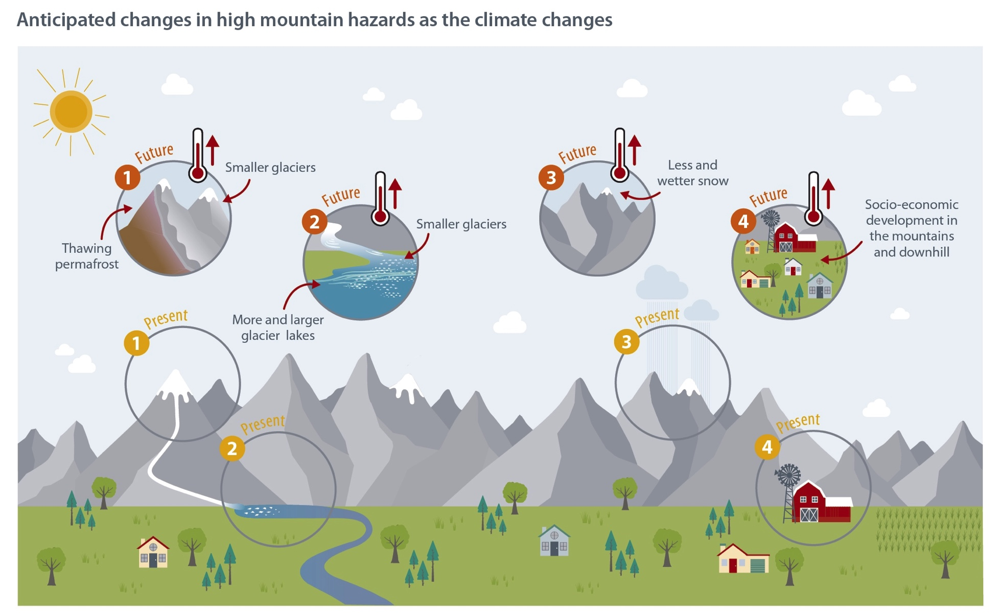 Anticipated changes in high mountain hazards as the climate changes
Future
1
Smaller glaciers
Thawing
permafrost
Future
2
Smaller glaciers
More and larger
glacier lakes
Future
3
Less and
wetter snow
Future
4
Socio-economic
development in
the mountains
and downhill
Present
1
Present
2
Present
3
Present
4